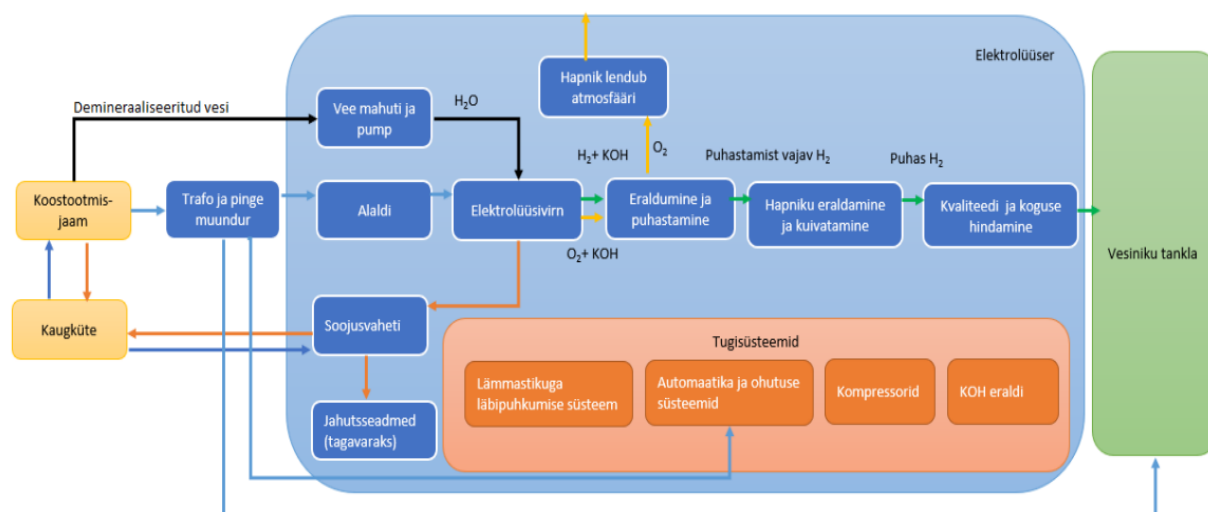 Elektrolüüser
Hapnik lendub
atmosfääri
Demineraaliseeritud vesi
Vee mahuti ja
pump
H₂O
H₂+ KOH
O₂
Puhastamist vajav H₂
Puhas H₂
Koostootmis-
jaam
Trafo ja pinge
muundur
Alaldi
Elektrolüüsivirn
Eraldumine ja
puhastamine
Hapniku eraldamine
ja kuivatamine
Kvaliteedi ja koguse
hindamine
O₂+ KOH
Vesiniku tankla
Kaugküte
Soojusvaheti
Tugisüsteemid
Lämmastikuga
läbipuhkumise süsteem
Automaatika ja ohutuse
süsteemid
Kompressorid
KOH eraldi
Jahutsseadmed
(tagavaraks)